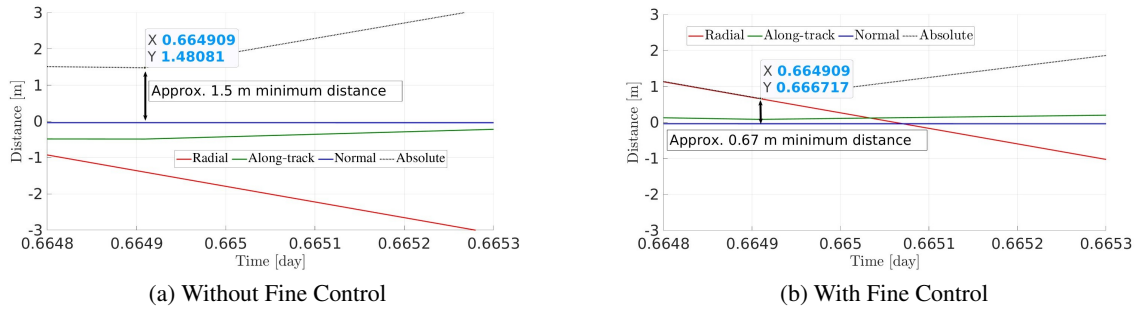 3
2
1
0
-1
-2
-3
Distance [m]
X 0.664909
Y 1.48081
Approx. 1.5 m minimum distance
Radial Along-track Normal Absolute
0.6648 0.6649 0.665 0.6651 0.6652 0.6653
Time [day]
(a) Without Fine Control
3
2
1
0
-1
-2
-3
Distance [m]
Radial Along-track Normal Absolute
X 0.664909
Y 0.666717
Approx. 0.67 m minimum distance
0.6648 0.6649 0.665 0.6651 0.6652 0.6653
Time [day]
(b) With Fine Control